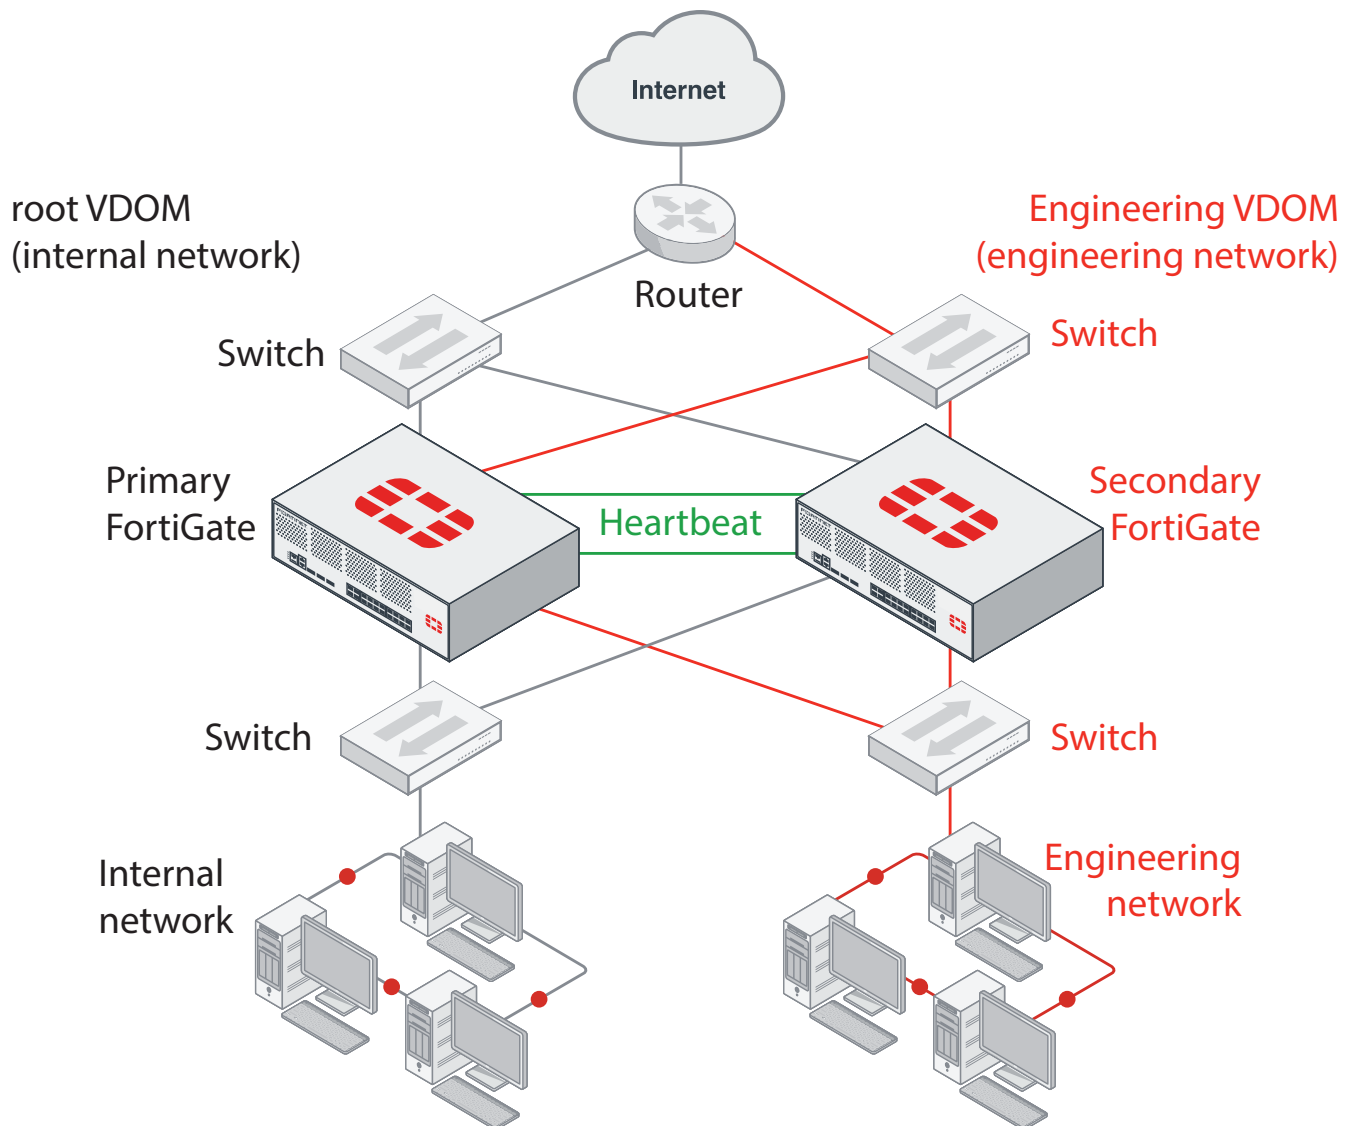 Internet
root VDOM
(internal network)
Engineering VDOM
(engineering network)
Router
Switch
Switch
Primary
FortiGate
Heartbeat
Secondary
FortiGate
Switch
Switch
Internal
network
Engineering
network